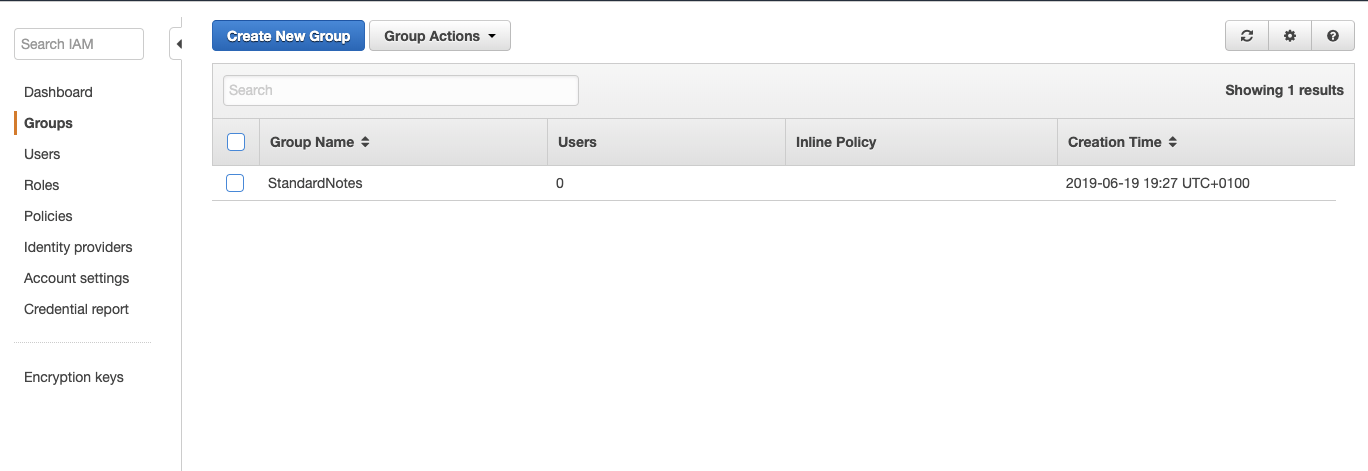 Search IAM
Dashboard
Groups
Users
Roles
Policies
Identity providers
Account settings
Credential report
Encryption keys
Create New Group Group Actions
Search Showing 1 results
Group Name Users Inline Policy Creation Time
StandardNotes 0 2019-06-19 19:27 UTC+0100